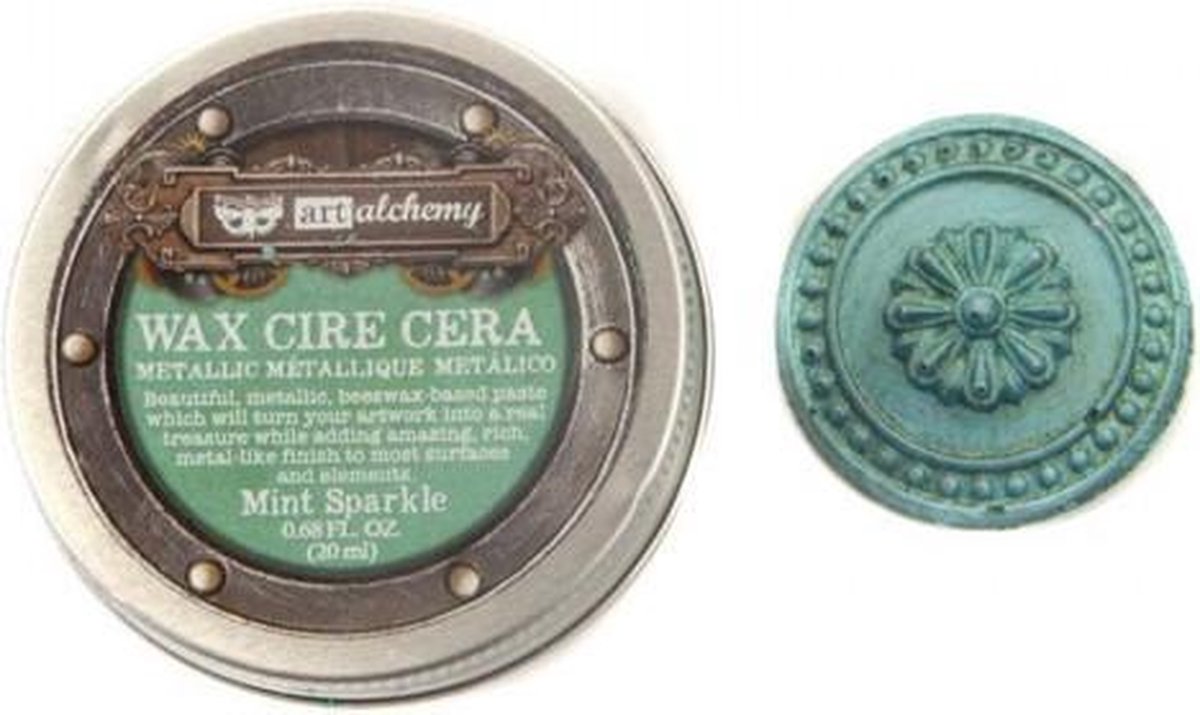 art alchemy
WAX CIRE CERA
METALLIC MÉTALLIQUE METÁLICO
Beautiful, metallic, beeswax-based paste
which will turn your artwork into a real
treasure while adding amazing, rich,
metal-like finish to most surfaces
and elements.
Mint Sparkle
0.68 FL. OZ.
(20 ml)